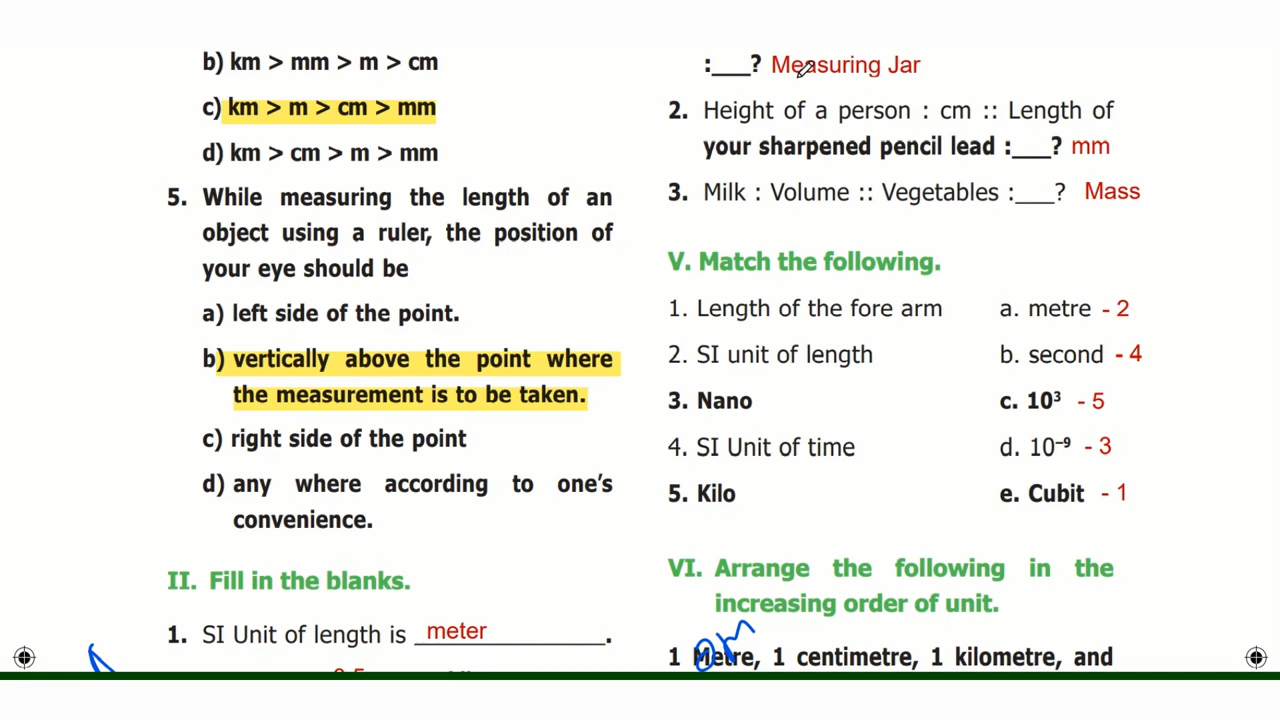 b) km > mm > m > cm
c) km > m > cm > mm
d) km > cm > m > mm
5. While measuring the length of an
object using a ruler, the position of
your eye should be
a) left side of the point.
b) vertically above the point where
the measurement is to be taken.
c) right side of the point
d) any where according to one's
convenience.
II. Fill in the blanks.
1. SI Unit of length is meter.
:___? Measuring Jar
2. Height of a person : cm :: Length of
your sharpened pencil lead :___? mm
3. Milk : Volume :: Vegetables :___? Mass
V. Match the following.
1. Length of the fore arm a. metre - 2
2. SI unit of length b. second - 4
3. Nano c. 10³ - 5
4. SI Unit of time d. 10⁻⁹ - 3
5. Kilo e. Cubit - 1
VI. Arrange the following in the
increasing order of unit.
1 Metre, 1 centimetre, 1 kilometre, and